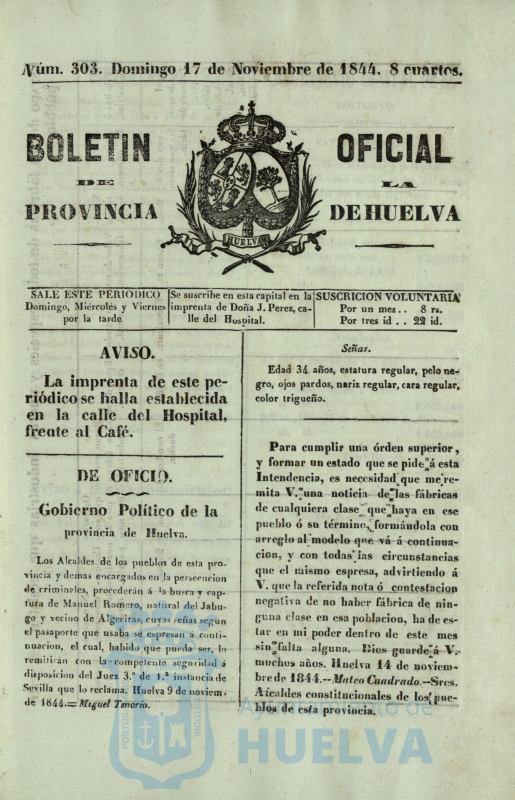 Núm. 303. Domingo 17 de Noviembre de 1844. 8 cuartos.
BOLETIN OFICIAL
DE LA
PROVINCIA DE HUELVA
HUELVA
SALE ESTE PERIODICO
Domingo, Miércoles y Viernes
por la tarde
Se suscribe en esta capital en la
imprenta de Doña J. Perez, ca-
lle del Hospital.
SUSCRICION VOLUNTARIA
Por un mes . . 8 rs.
Por tres id . . 22 id.
AVISO.
La imprenta de este pe-
riódico se halla establecida
en la calle del Hospital,
frente al Café.
DE OFICIO.
Gobierno Político de la
provincia de Huelva.
Los Alcaldes de los pueblos de esta pro-
vincia y demas encargados en la persecucion
de criminales, procederán á la busca y cap-
tura de Manuel Romero, natural del Jabu-
go y vecino de Algeciras, cuyas señas segun
el pasaporte que usaba se espresan á conti-
nuacion, el cual, habido que pueda ser, lo
remitirán con la competente seguridad á
disposicion del Juez 3.º de 1.ª instancia de
Sevilla que lo reclama. Huelva 9 de noviem-
de 1844.=Miguel Tenorio.
Señas.
Edad 34 años, estatura regular, pelo ne-
gro, ojos pardos, nariz regular, cara regular,
color trigueño.
Para cumplir una órden superior,
y formar un estado que se pide á esta
Intendencia, es necesidad que me re-
mita V. una noticia de las fábricas
de cualquiera clase que haya en ese
pueblo ó su término, formándola con
arreglo al modelo que vá á continua-
cion, y con todas las circunstancias
que el mismo espresa, advirtiendo á
V. que la referida nota ó contestacion
negativa de no haber fábrica de nin-
guna clase en esa poblacion, ha de es-
tar en mi poder dentro de este mes
sin falta alguna. Dios guarde á V.
muchos años. Huelva 14 de noviem-
bre de 1844.--Mateo Cuadrado.--Sres.
Alcaldes constitucionales de los pue-
blos de esta provincia.
Ayuntamiento de
HUELVA